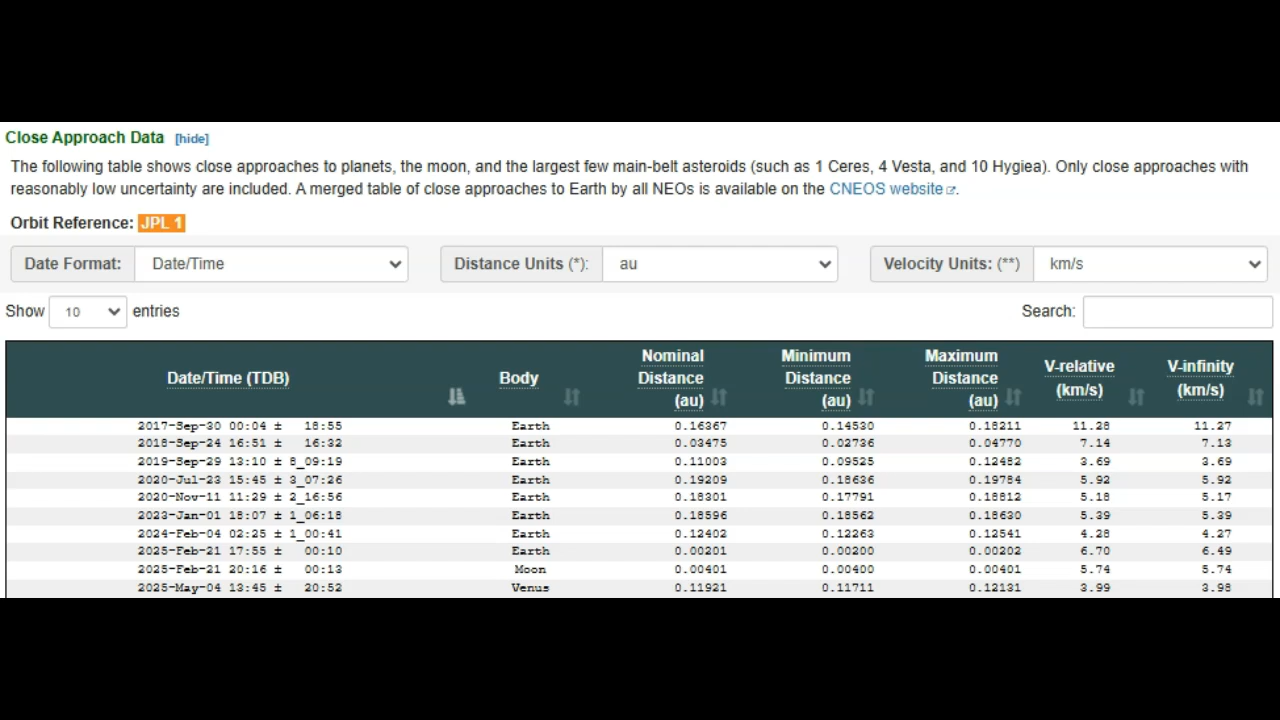 Close Approach Data [hide]
The following table shows close approaches to planets, the moon, and the largest few main-belt asteroids (such as 1 Ceres, 4 Vesta, and 10 Hygiea). Only close approaches with
reasonably low uncertainty are included. A merged table of close approaches to Earth by all NEOs is available on the CNEOS website.
Orbit Reference: JPL 1
Date Format: Date/Time Distance Units (*): au Velocity Units: (**) km/s
Show 10 entries Search:
Date/Time (TDB) Body Nominal Distance (au) Minimum Distance (au) Maximum Distance (au) V-relative (km/s) V-infinity (km/s)
2017-Sep-30 00:04 ± 18:55 Earth 0.16367 0.14530 0.18211 11.28 11.27
2018-Sep-24 16:51 ± 16:32 Earth 0.03475 0.02736 0.04770 7.14 7.13
2019-Sep-29 13:10 ± 8_09:19 Earth 0.11003 0.09525 0.12482 3.69 3.69
2020-Jul-23 15:45 ± 3_07:26 Earth 0.19209 0.18636 0.19784 5.92 5.92
2020-Nov-11 11:29 ± 2_16:56 Earth 0.18301 0.17791 0.18812 5.18 5.17
2023-Jan-01 18:07 ± 1_06:18 Earth 0.18596 0.18562 0.18630 5.39 5.39
2024-Feb-04 02:25 ± 1_00:41 Earth 0.12402 0.12263 0.12541 4.28 4.27
2025-Feb-21 17:55 ± 00:10 Earth 0.00201 0.00200 0.00202 6.70 6.49
2025-Feb-21 20:16 ± 00:13 Moon 0.00401 0.00400 0.00401 5.74 5.74
2025-May-04 13:45 ± 20:52 Venus 0.11921 0.11711 0.12131 3.99 3.98